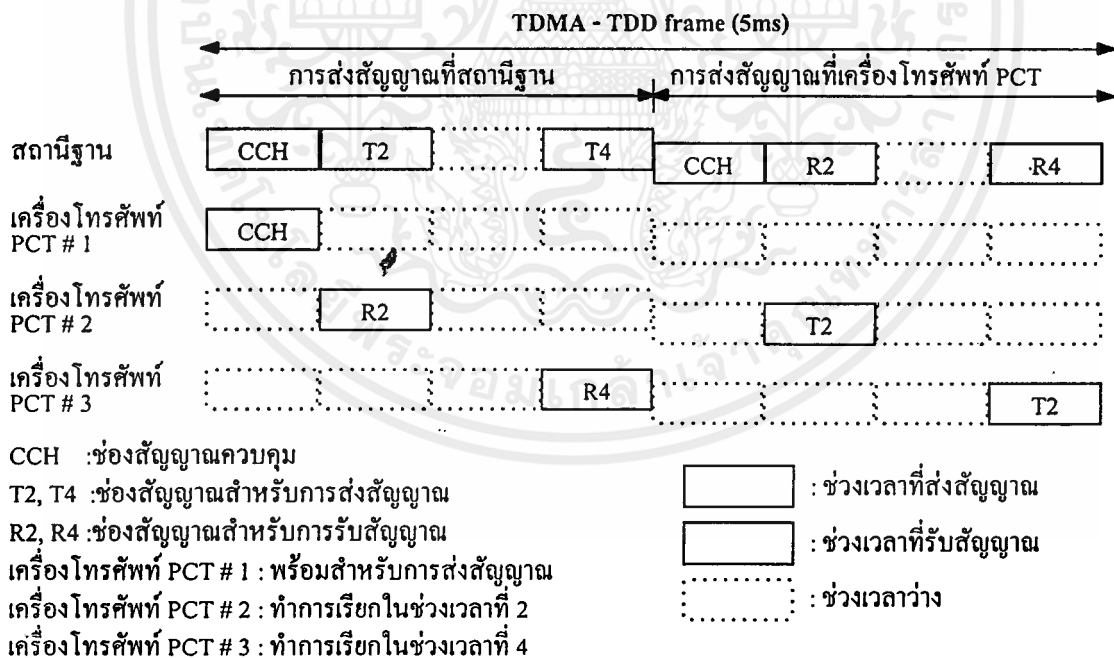 TDMA - TDD frame (5ms)
การส่งสัญญาณที่สถานีฐาน การส่งสัญญาณที่เครื่องโทรศัพท์ PCT
สถานีฐาน CCH T2 T4 CCH R2 R4
เครื่องโทรศัพท์
PCT # 1 CCH
เครื่องโทรศัพท์
PCT # 2 R2 T2
เครื่องโทรศัพท์
PCT # 3 R4 T2
CCH :ช่องสัญญาณควบคุม
T2, T4 :ช่องสัญญาณสำหรับการส่งสัญญาณ
R2, R4 :ช่องสัญญาณสำหรับการรับสัญญาณ
เครื่องโทรศัพท์ PCT # 1 : พร้อมสำหรับการส่งสัญญาณ
เครื่องโทรศัพท์ PCT # 2 : ทำการเรียกในช่วงเวลาที่ 2
เครื่องโทรศัพท์ PCT # 3 : ทำการเรียกในช่วงเวลาที่ 4
: ช่วงเวลาที่ส่งสัญญาณ
: ช่วงเวลาที่รับสัญญาณ
: ช่วงเวลาว่าง